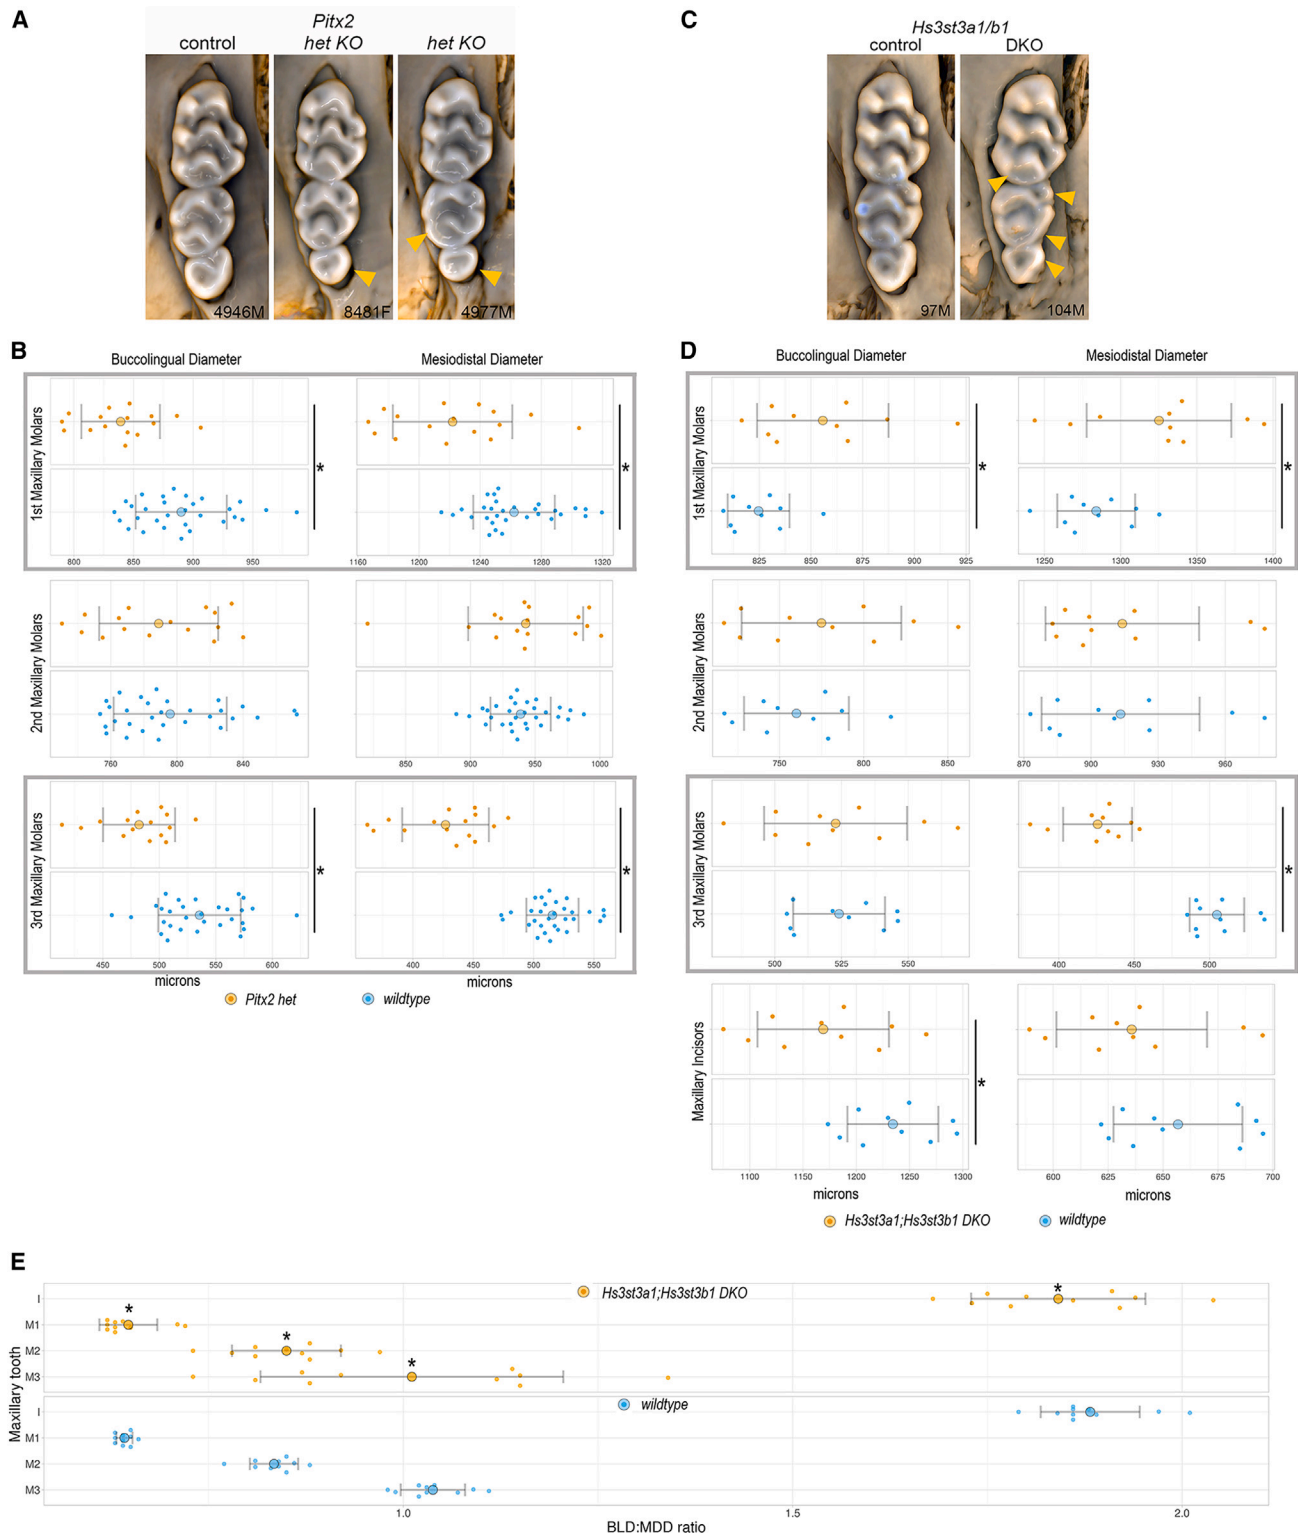 A
Pitx2
control
het KO
het KO
4946M
8481F
4977M
C
Hs3st3a1/b1
control
DKO
97M
104M
B
Buccolingual Diameter
Mesiodistal Diameter
1st Maxillary Molars
*
*
800 850 900 950
1160 1200 1240 1280 1320
2nd Maxillary Molars
760 800 840
850 900 950 1000
3rd Maxillary Molars
*
*
450 500 550 600
400 450 500 550
microns
microns
Pitx2 het
wildtype
D
Buccolingual Diameter
Mesiodistal Diameter
1st Maxillary Molars
*
*
825 850 875 900 925
1250 1300 1350 1400
2nd Maxillary Molars
750 800 850
870 900 930 960
3rd Maxillary Molars
*
500 525 550
400 450 500
Maxillary Incisors
*
1100 1150 1200 1250 1300
600 625 650 675 700
microns
microns
Hs3st3a1;Hs3st3b1 DKO
wildtype
E
Maxillary tooth
Hs3st3a1;Hs3st3b1 DKO
I
*
M1
*
M2
*
M3
*
wildtype
I
M1
M2
M3
1.0 1.5 2.0
BLD:MDD ratio